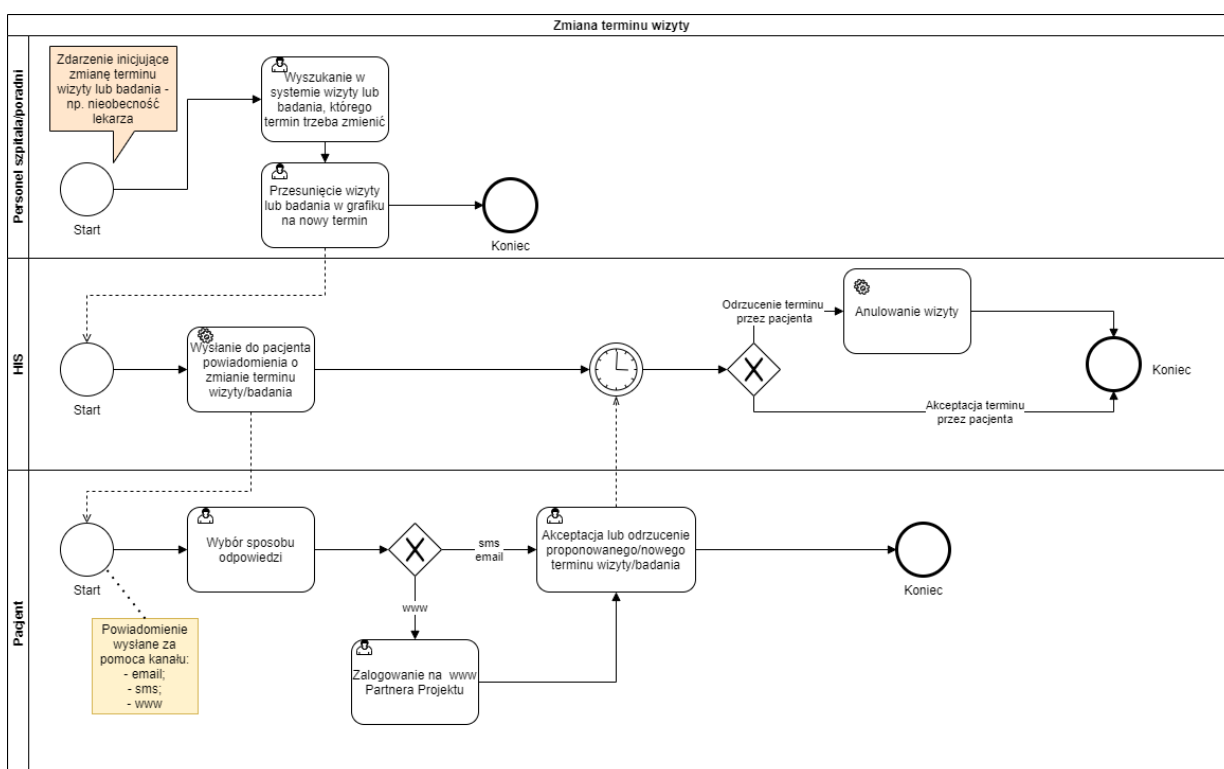 Zmiana terminu wizyty
Personel szpitala/poradni
Zdarzenie inicjujące
zmianę terminu
wizyty lub badania -
np. nieobecność
lekarza
Start
Wyszukanie w
systemie wizyty lub
badania, którego
termin trzeba zmienić
Przesunięcie wizyty
lub badania w grafiku
na nowy termin
Koniec
HIS
Start
Wysłanie do pacjenta
powiadomienia o
zmianie terminu
wizyty/badania
Odrzucenie terminu
przez pacjenta
Anulowanie wizyty
Akceptacja terminu
przez pacjenta
Koniec
Pacjent
Start
Powiadomienie
wysłane za
pomoca kanału:
- email;
- sms;
- www
Wybór sposobu
odpowiedzi
sms
email
www
Zalogowanie na www
Partnera Projektu
Akceptacja lub odrzucenie
proponowanego/nowego
terminu wizyty/badania
Koniec